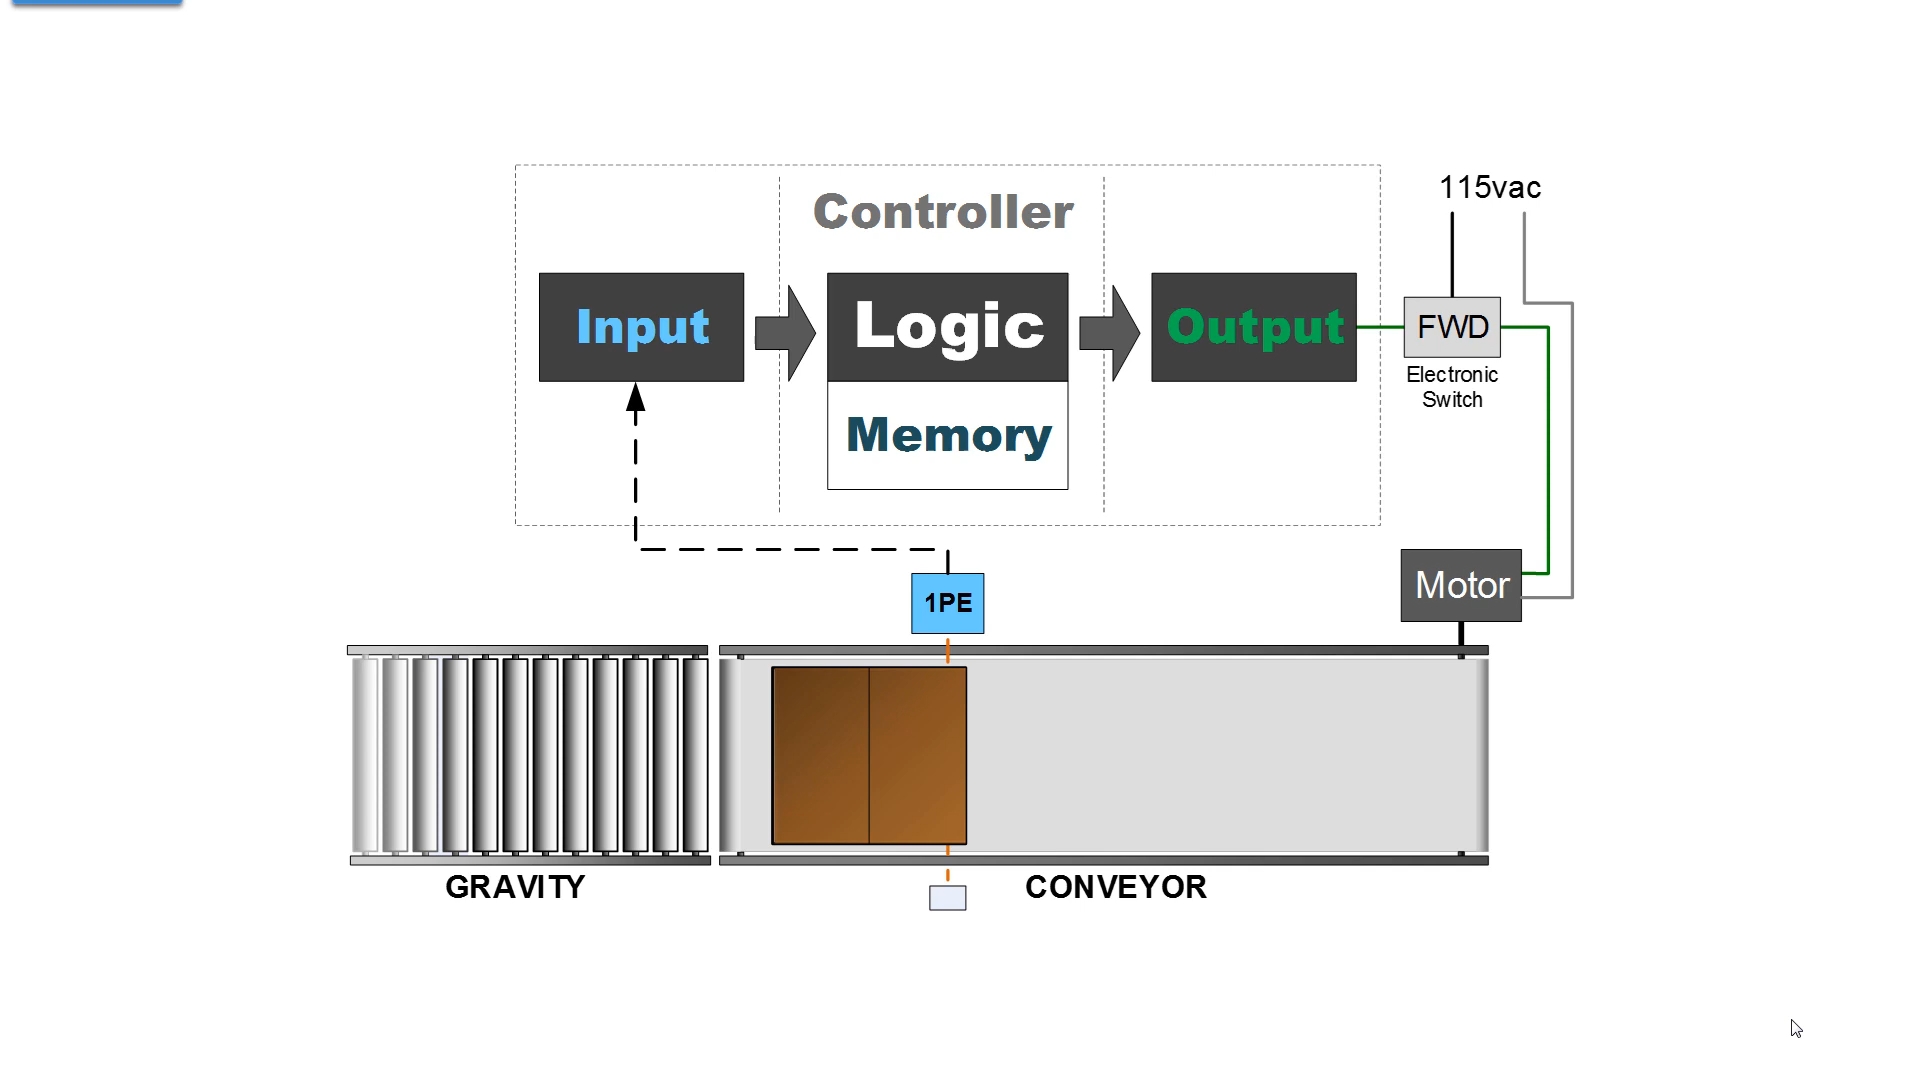 115vac
Controller
Input
Logic
Output
FWD
Electronic
Switch
Memory
Motor
1PE
GRAVITY
CONVEYOR